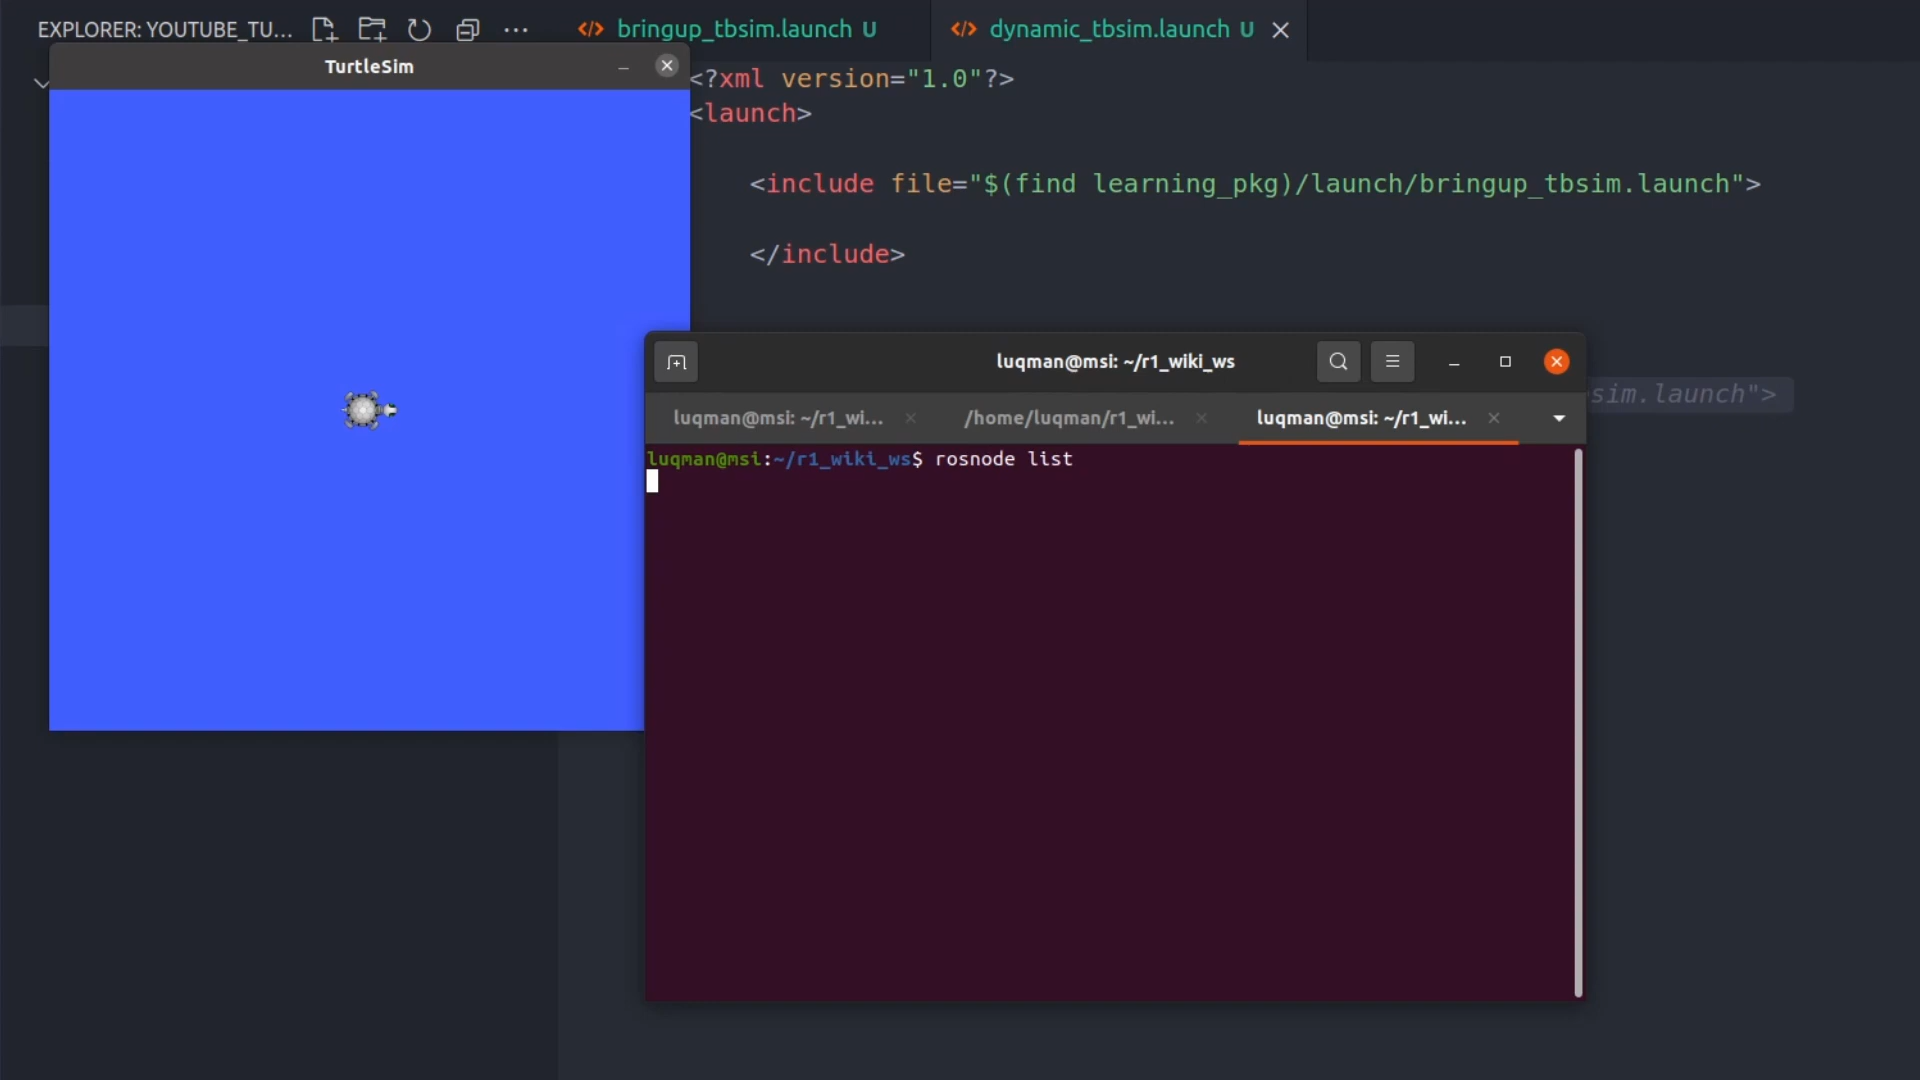 EXPLORER: YOUTUBE_TU...
bringup_tbsim.launch U
dynamic_tbsim.launch U
TurtleSim
<?xml version="1.0"?>
<launch>
<include file="$(find learning_pkg)/launch/bringup_tbsim.launch">
</include>
sim.launch">
luqman@msi: ~/r1_wiki_ws
luqman@msi: ~/r1_wi...
/home/luqman/r1_wi...
luqman@msi: ~/r1_wi...
luqman@msi:~/r1_wiki_ws$ rosnode list